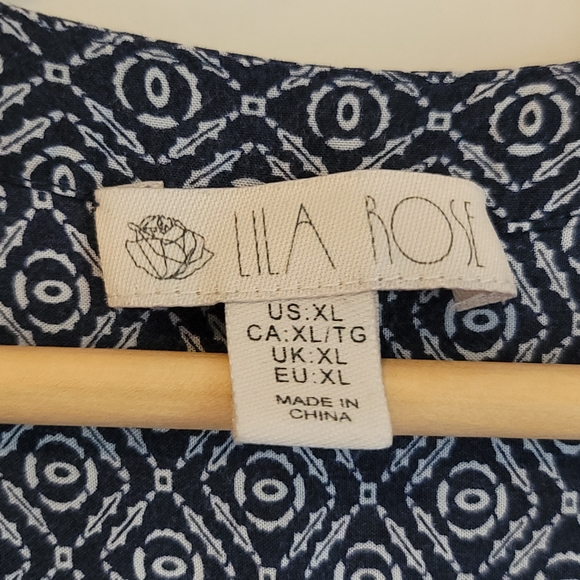 LILA ROSE
US:XL
CA:XL/TG
UK:XL
EU:XL
MADE IN
CHINA